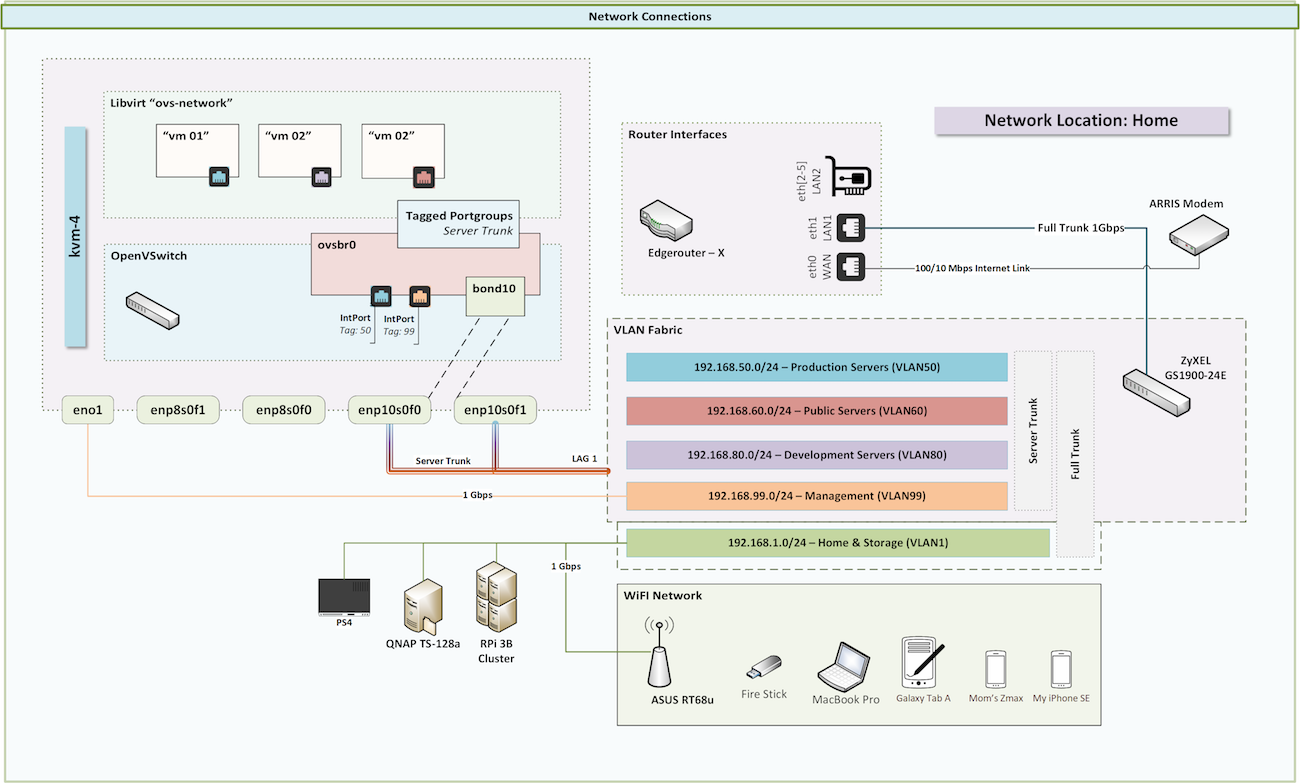 Network Connections
Libvirt “ovs-network”
“vm 01”
“vm 02”
“vm 02”
kvm-4
Tagged Portgroups
Server Trunk
OpenVSwitch
ovsbr0
bond10
IntPort
Tag: 50
IntPort
Tag: 99
eno1
enp8s0f1
enp8s0f0
enp10s0f0
enp10s0f1
Server Trunk
LAG 1
1 Gbps
Router Interfaces
Edgerouter – X
eth[2-5]
LAN2
eth1
LAN1
eth0
WAN
Network Location: Home
ARRIS Modem
Full Trunk 1Gbps
100/10 Mbps Internet Link
VLAN Fabric
192.168.50.0/24 – Production Servers (VLAN50)
192.168.60.0/24 – Public Servers (VLAN60)
192.168.80.0/24 – Development Servers (VLAN80)
192.168.99.0/24 – Management (VLAN99)
192.168.1.0/24 – Home & Storage (VLAN1)
Server Trunk
Full Trunk
ZyXEL
GS1900-24E
1 Gbps
PS4
QNAP TS-128a
RPi 3B
Cluster
WiFI Network
ASUS RT68u
Fire Stick
MacBook Pro
Galaxy Tab A
Mom’s Zmax
My iPhone SE